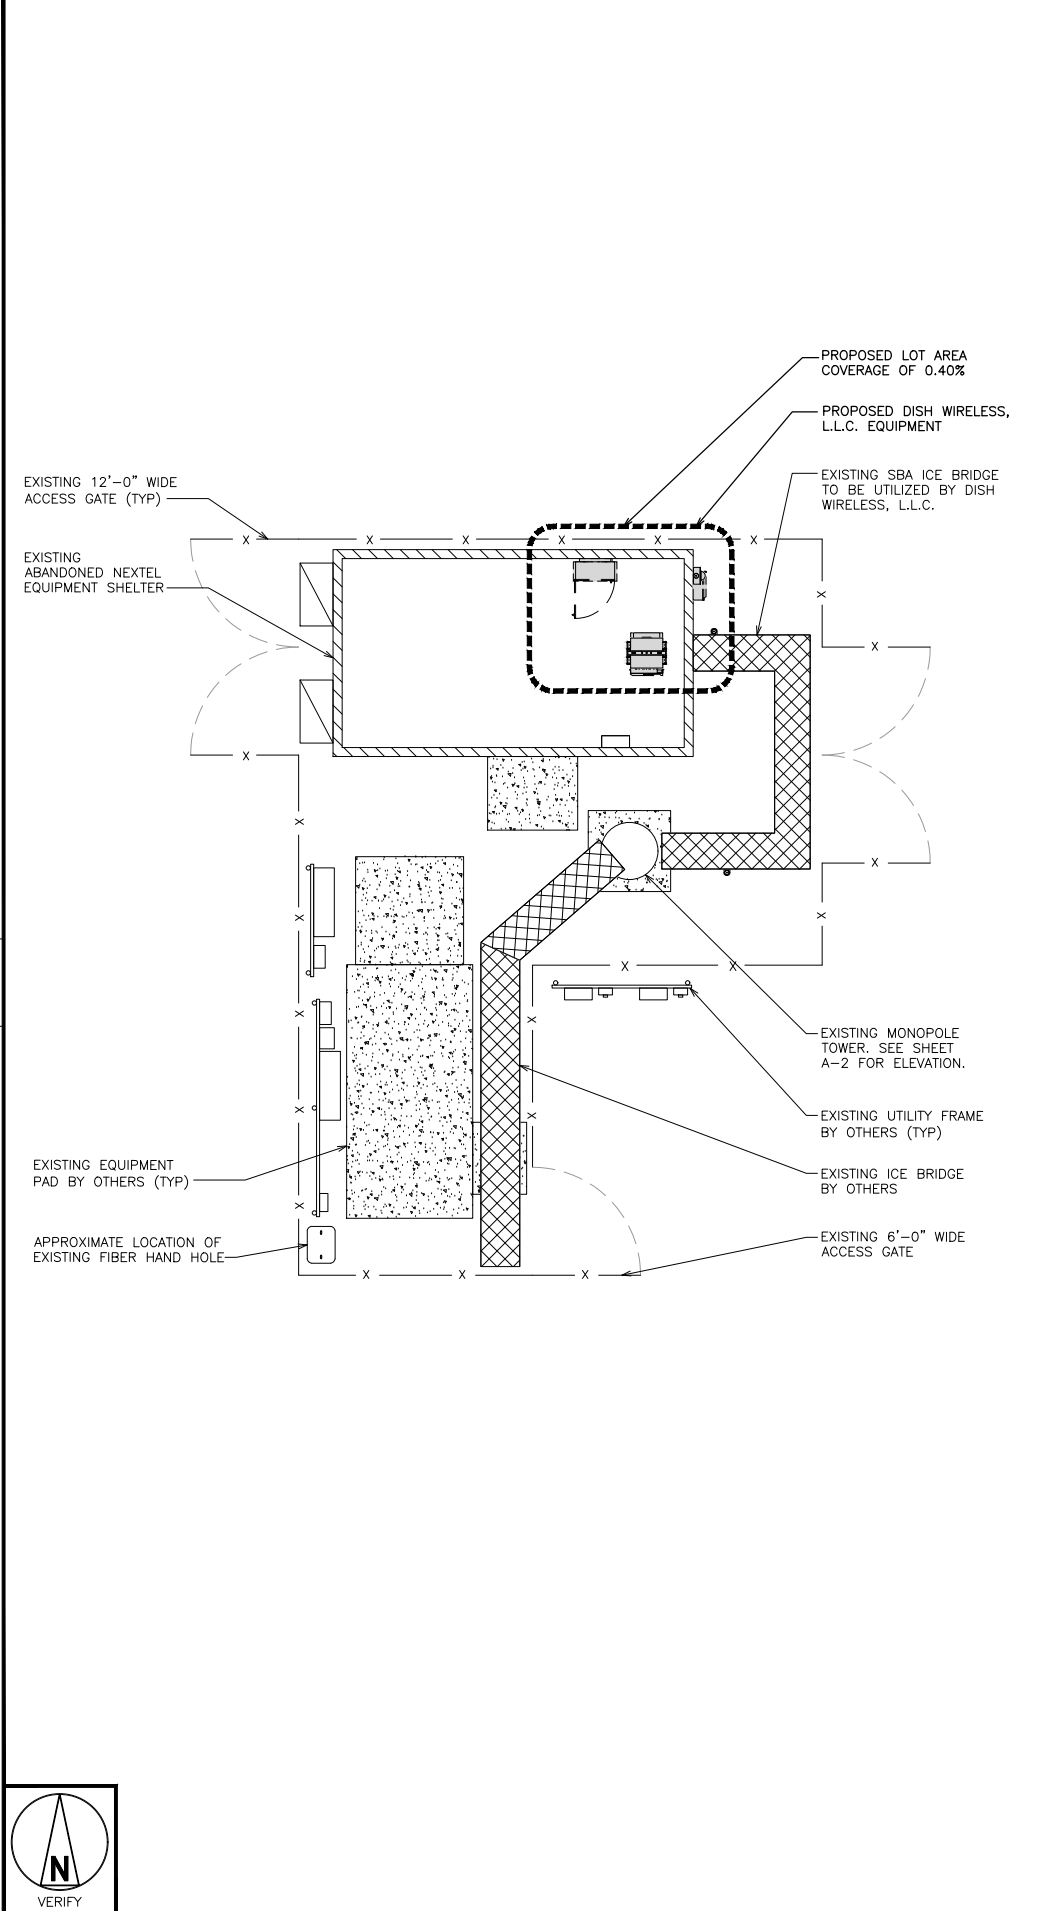 PROPOSED LOT AREA
COVERAGE OF 0.40%
PROPOSED DISH WIRELESS,
L.L.C. EQUIPMENT
EXISTING SBA ICE BRIDGE
TO BE UTILIZED BY DISH
WIRELESS, L.L.C.
EXISTING 12'-0" WIDE
ACCESS GATE (TYP)
EXISTING
ABANDONED NEXTEL
EQUIPMENT SHELTER
EXISTING MONOPOLE
TOWER. SEE SHEET
A-2 FOR ELEVATION.
EXISTING UTILITY FRAME
BY OTHERS (TYP)
EXISTING EQUIPMENT
PAD BY OTHERS (TYP)
EXISTING ICE BRIDGE
BY OTHERS
APPROXIMATE LOCATION OF
EXISTING FIBER HAND HOLE
EXISTING 6'-0" WIDE
ACCESS GATE
N
VERIFY